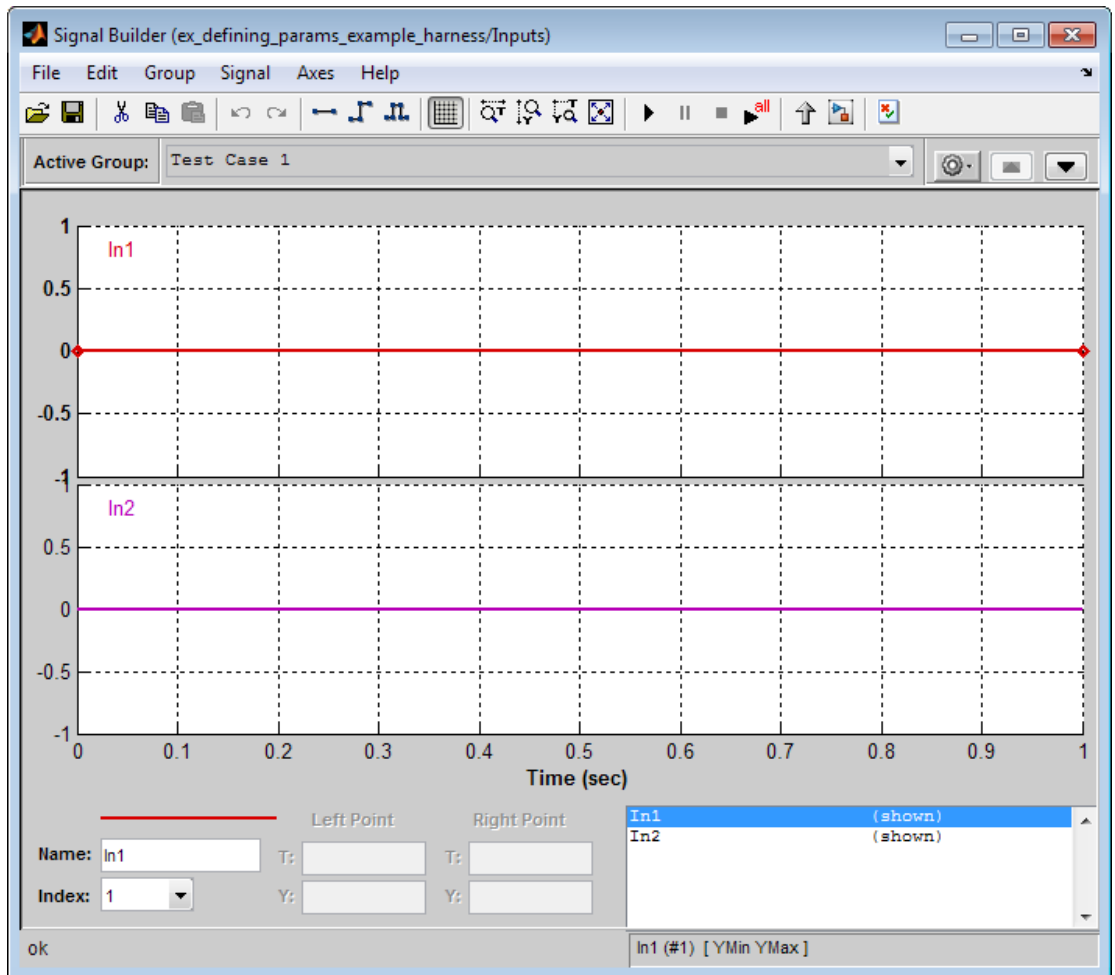 Signal Builder (ex_defining_params_example_harness/Inputs)
File Edit Group Signal Axes Help
all
Active Group: Test Case 1
1
In1
0.5
0
-0.5
-1
1
In2
0.5
0
-0.5
-1
0 0.1 0.2 0.3 0.4 0.5 0.6 0.7 0.8 0.9 1
Time (sec)
Left Point Right Point
Name: In1 T: T:
Index: 1 Y: Y:
In1 (shown)
In2 (shown)
ok In1 (#1) [ YMin YMax ]